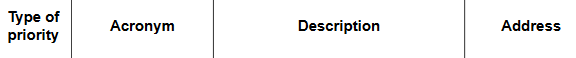 Type of
priority
Acronym
Description
Address